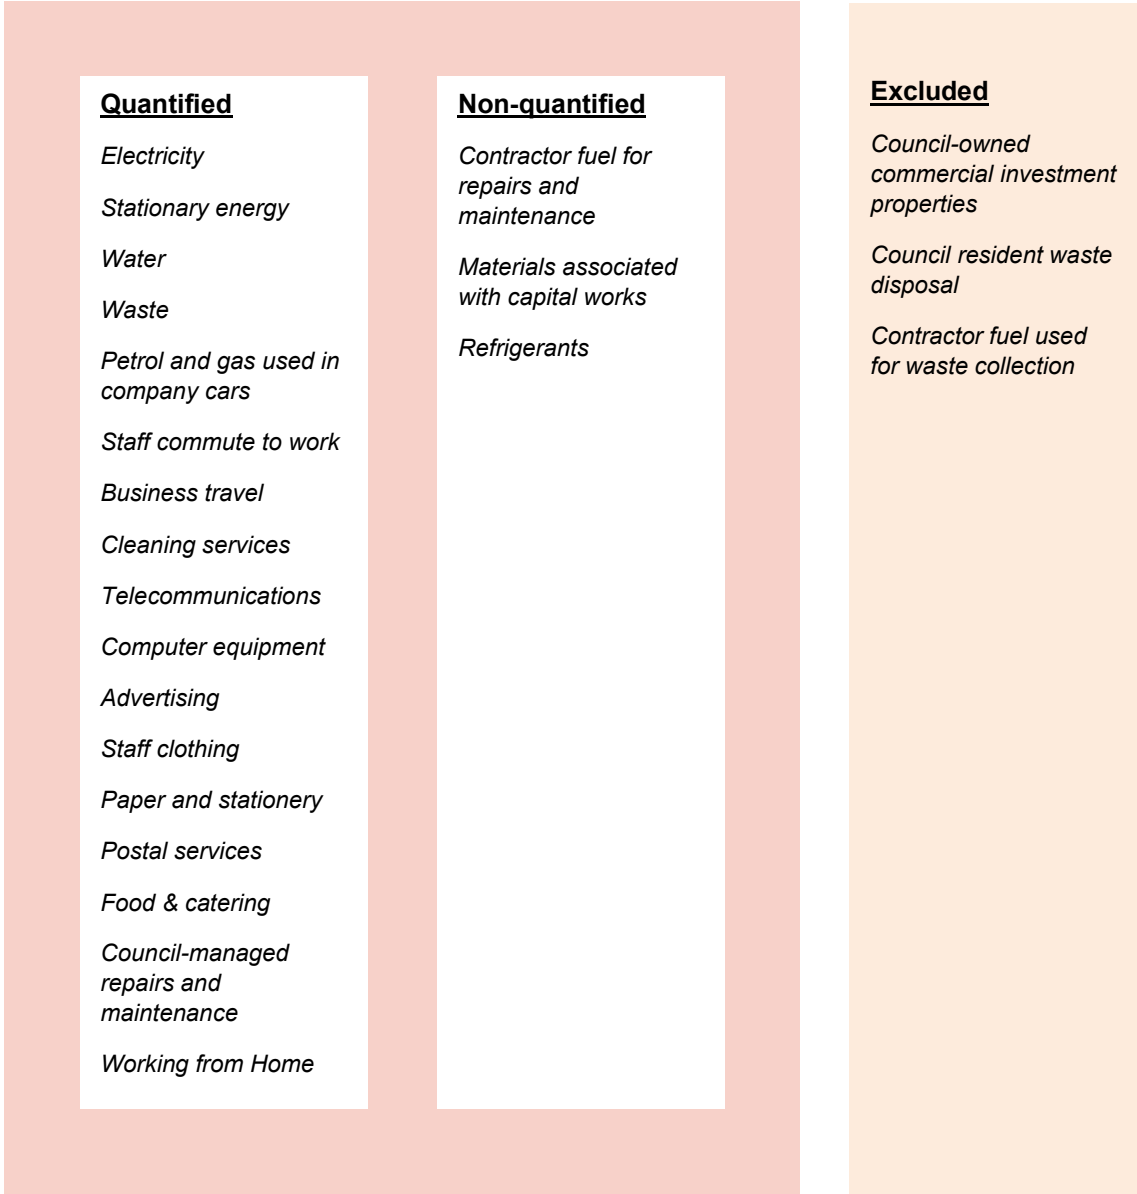 Quantified
Electricity
Stationary energy
Water
Waste
Petrol and gas used in
company cars
Staff commute to work
Business travel
Cleaning services
Telecommunications
Computer equipment
Advertising
Staff clothing
Paper and stationery
Postal services
Food & catering
Council-managed
repairs and
maintenance
Working from Home
Non-quantified
Contractor fuel for
repairs and
maintenance
Materials associated
with capital works
Refrigerants
Excluded
Council-owned
commercial investment
properties
Council resident waste
disposal
Contractor fuel used
for waste collection